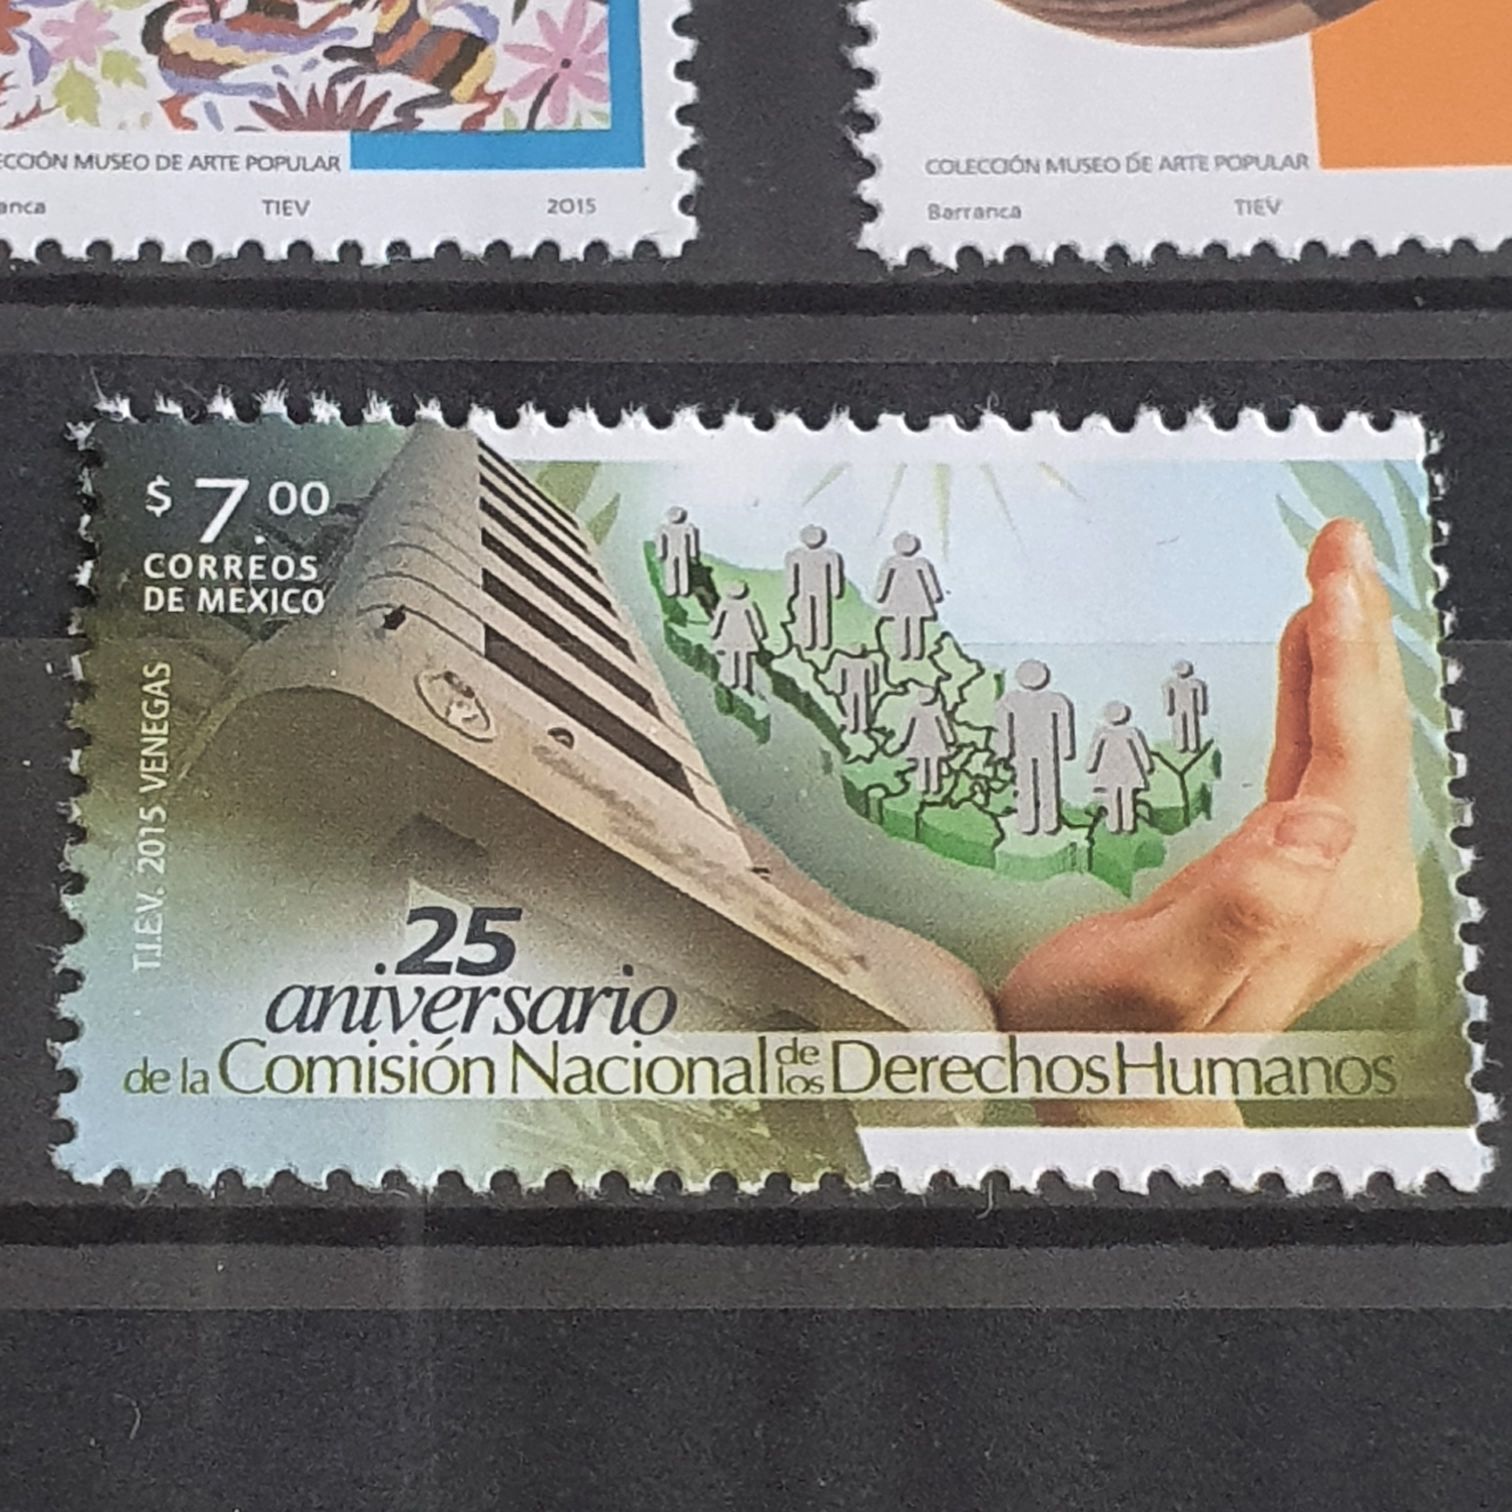 COLECCIÓN MUSEO DE ARTE POPULAR
TIEV 2015
COLECCIÓN MUSEO DE ARTE POPULAR
Barranca TIEV
$7.00
CORREOS
DE MÉXICO
T.I.E.V. 2015 VENEGAS
25
aniversario
de la Comisión Nacional de los Derechos Humanos